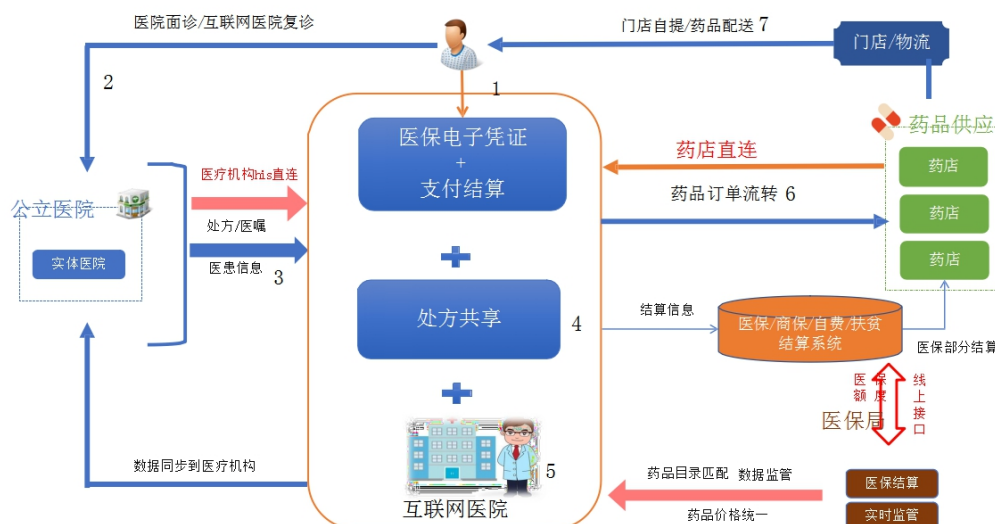 医院面诊/互联网医院复诊
门店自提/药品配送 7
门店/物流
2
1
医保电子凭证
+
支付结算
药品供应
药店直连
药店
医疗机构his直连
药品订单流转 6
药店
公立医院
处方/医嘱
药店
实体医院
医患信息
3
处方共享
4
结算信息
医保/商保/自费/扶贫
结算系统
医保部分结算
医保
额度
线上接口
医保局
数据同步到医疗机构
5
互联网医院
药品目录匹配 数据监管
药品价格统一
医保结算
实时监管